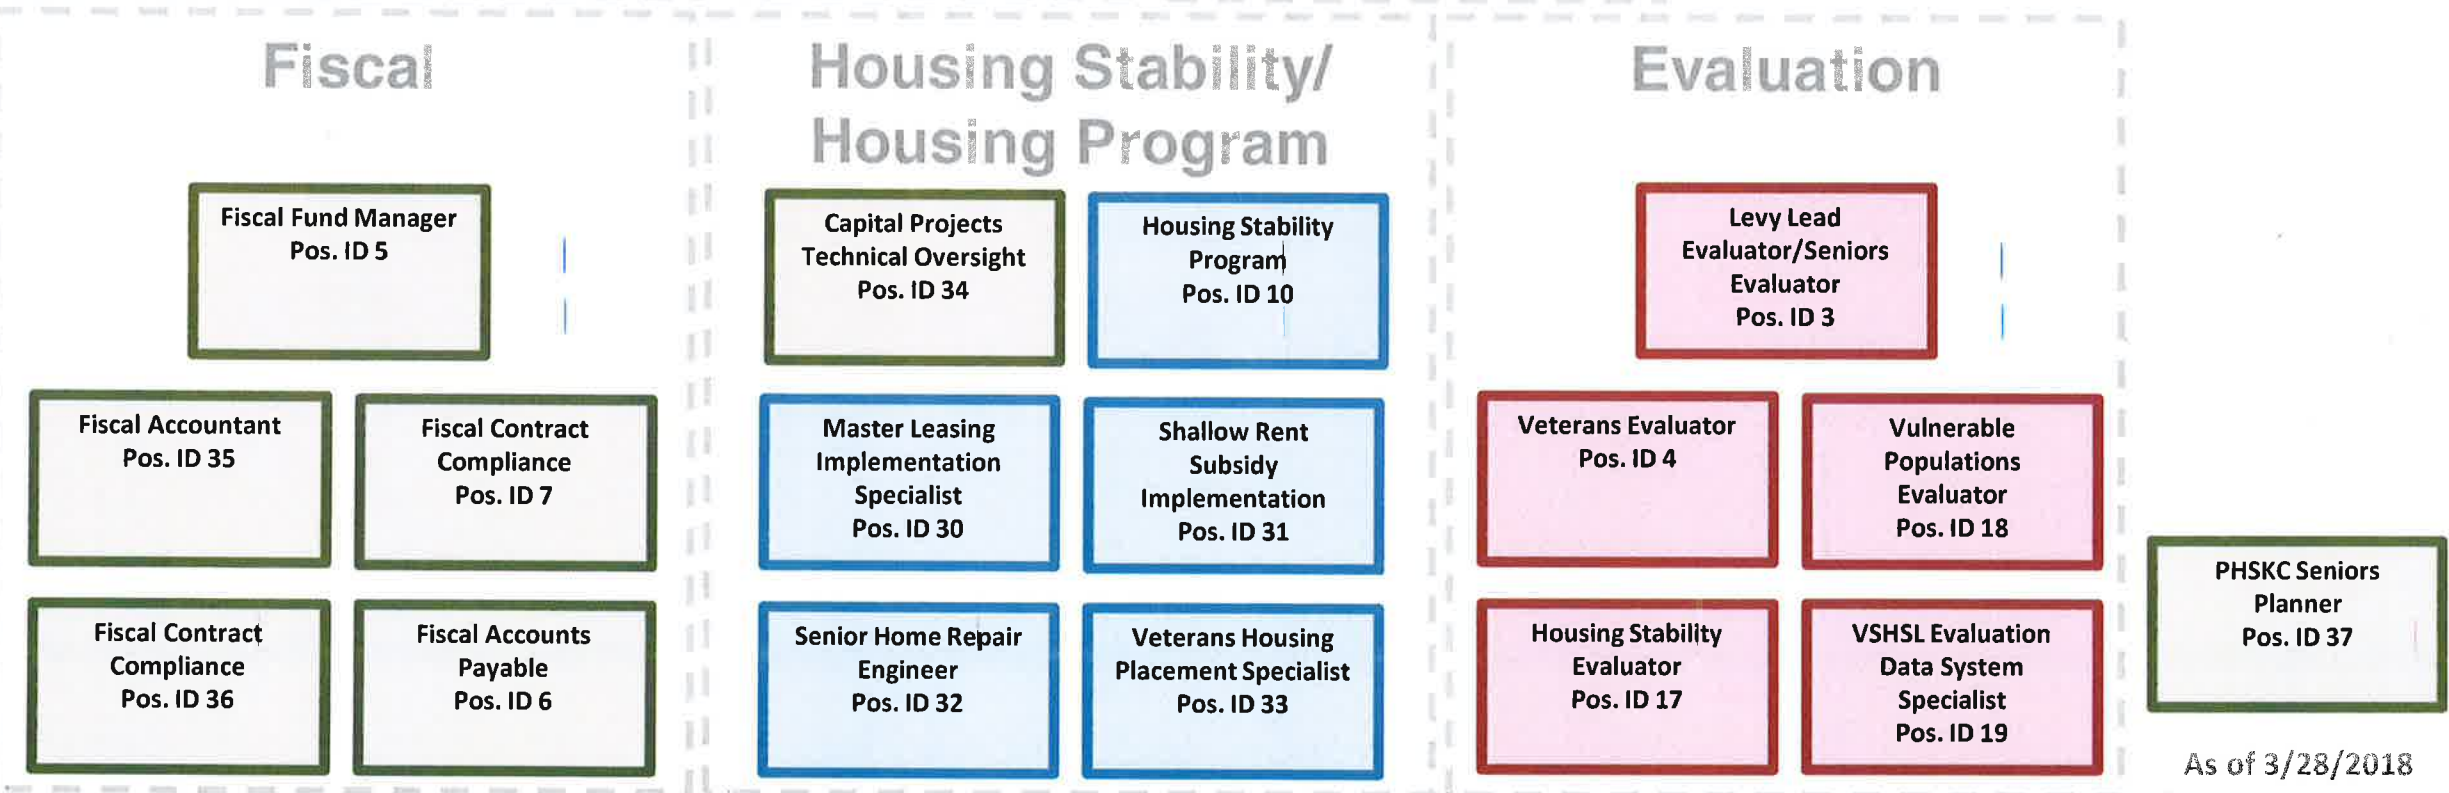 Fiscal
Fiscal Fund Manager
Pos. ID 5
Fiscal Accountant
Pos. ID 35
Fiscal Contract
Compliance
Pos. ID 7
Fiscal Contract
Compliance
Pos. ID 36
Fiscal Accounts
Payable
Pos. ID 6
Housing Stability/
Housing Program
Capital Projects
Technical Oversight
Pos. ID 34
Housing Stability
Program
Pos. ID 10
Master Leasing
Implementation
Specialist
Pos. ID 30
Shallow Rent
Subsidy
Implementation
Pos. ID 31
Senior Home Repair
Engineer
Pos. ID 32
Veterans Housing
Placement Specialist
Pos. ID 33
Evaluation
Levy Lead
Evaluator/Seniors
Evaluator
Pos. ID 3
Veterans Evaluator
Pos. ID 4
Vulnerable
Populations
Evaluator
Pos. ID 18
Housing Stability
Evaluator
Pos. ID 17
VSHSL Evaluation
Data System
Specialist
Pos. ID 19
PHSKC Seniors
Planner
Pos. ID 37
As of 3/28/2018